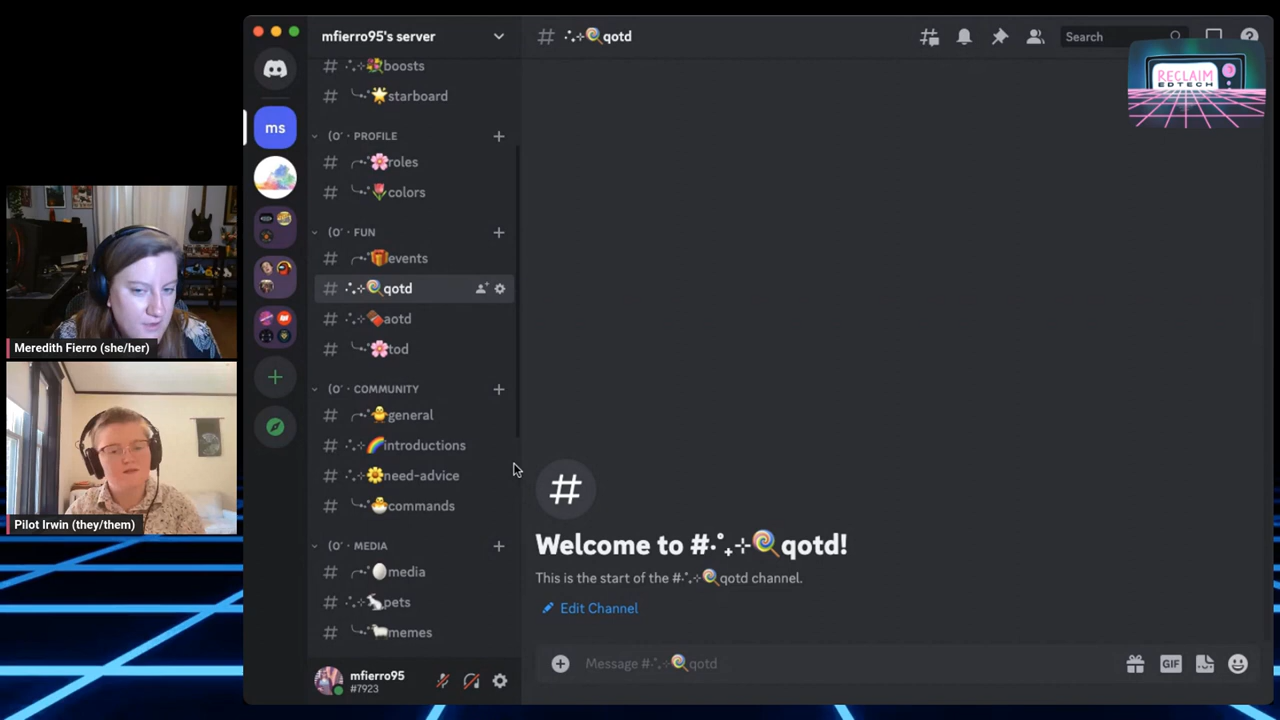 mfierro95's server
# ･˚₊⊹🍭qotd
Search
RECLAIM
EDTECH
# ･˚₊⊹💐boosts
# ╰┈˚🌟starboard
ms
(O˙ · PROFILE
# ╭┈˚🌸roles
# ╰┈˚🌷colors
(O˙ · FUN
# ╭┈˚🎁events
# ･˚₊⊹🍭qotd
# ･˚₊⊹🍫aotd
# ╰┈˚🌸tod
Meredith Fierro (she/her)
(O˙ · COMMUNITY
# ╭┈˚🐥general
# ･˚₊⊹🌈introductions
# ･˚₊⊹🌼need-advice
# ╰┈˚🐣commands
Pilot Irwin (they/them)
Welcome to #･˚₊⊹🍭qotd!
(O˙ · MEDIA
# ╭┈˚🥚media
This is the start of the #･˚₊⊹🍭qotd channel.
# ･˚₊⊹🐇pets
Edit Channel
# ╰┈˚🐑memes
mfierro95
#7923
Message #･˚₊⊹🍭qotd
GIF